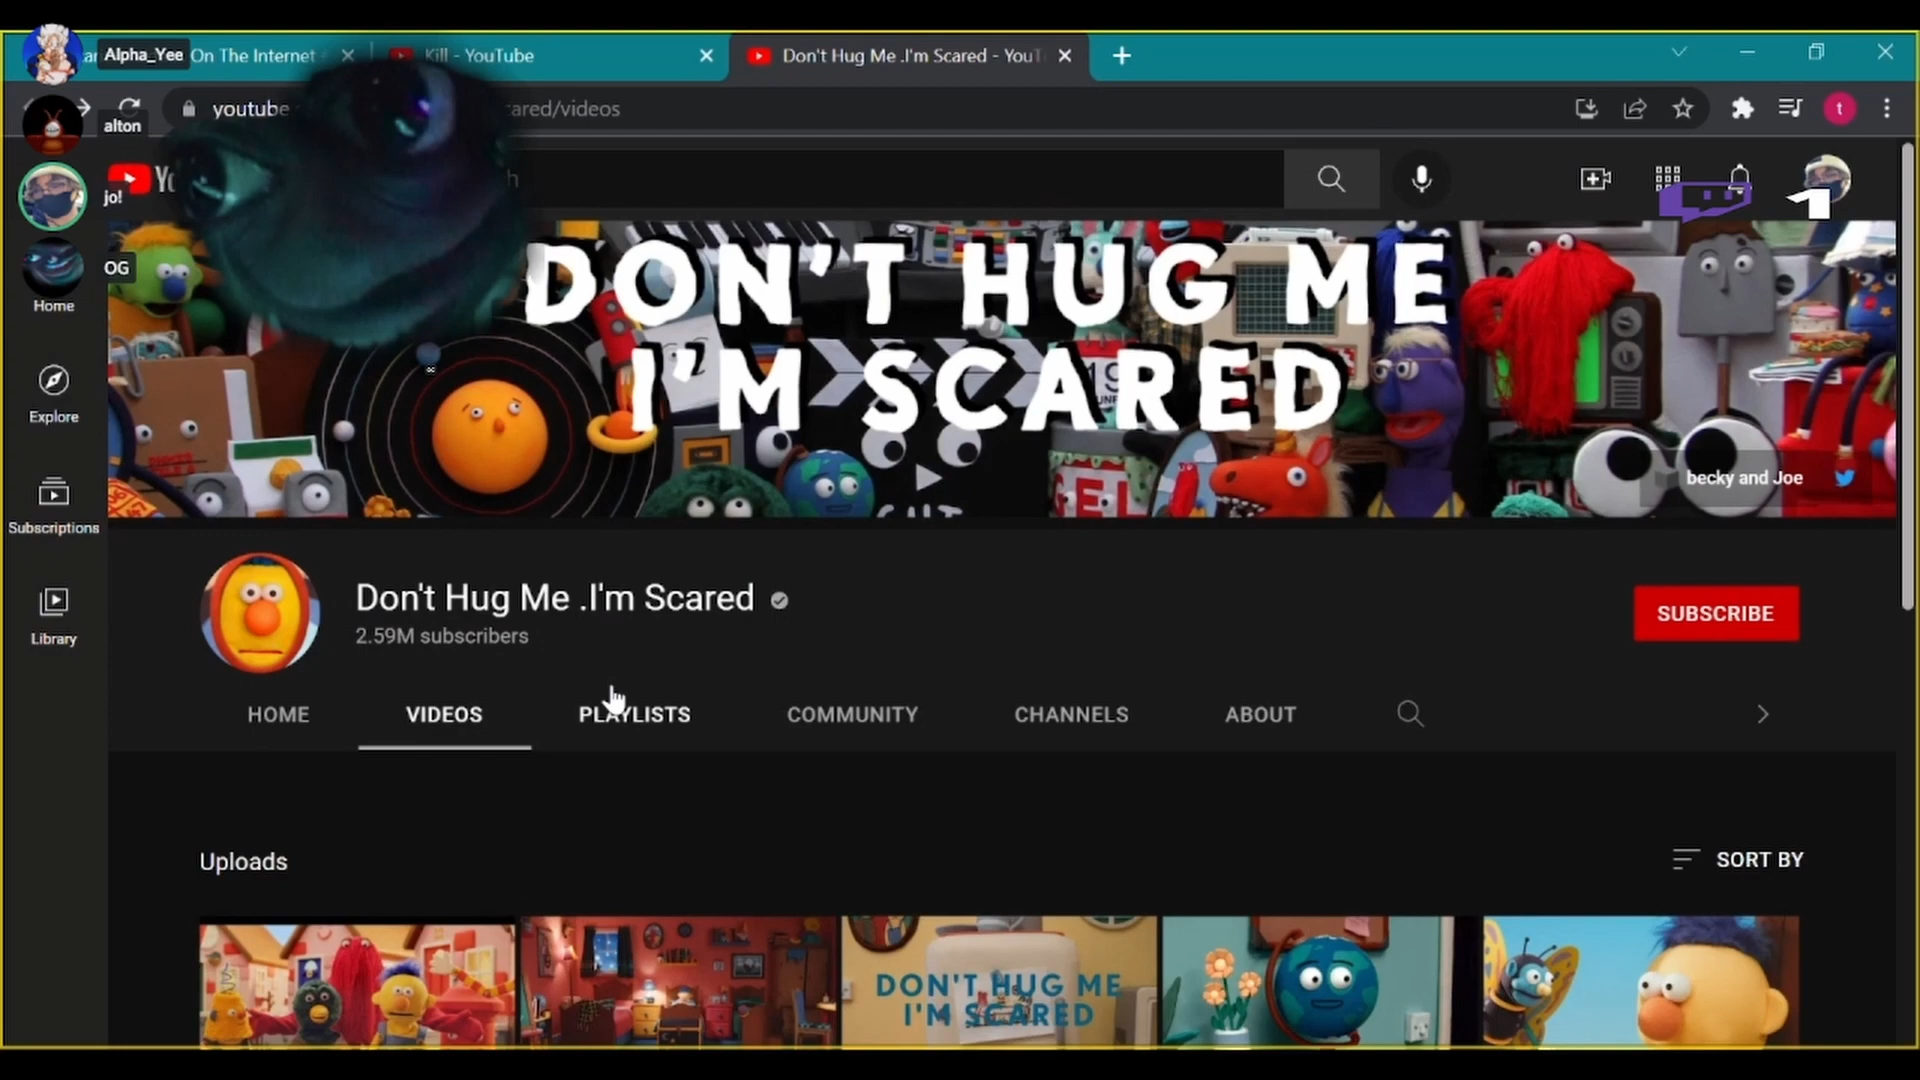 Alpha_Yee
On The Internet
Kill - YouTube
Don't Hug Me .I'm Scared - YouT
alton
youtube
cared/videos
t
jo!
OG
Home
DON'T HUG ME
I'M SCARED
becky and Joe
Explore
Subscriptions
Library
Don't Hug Me .I'm Scared
2.59M subscribers
SUBSCRIBE
HOME
VIDEOS
PLAYLISTS
COMMUNITY
CHANNELS
ABOUT
Uploads
SORT BY
DON'T HUG ME
I'M SCARED